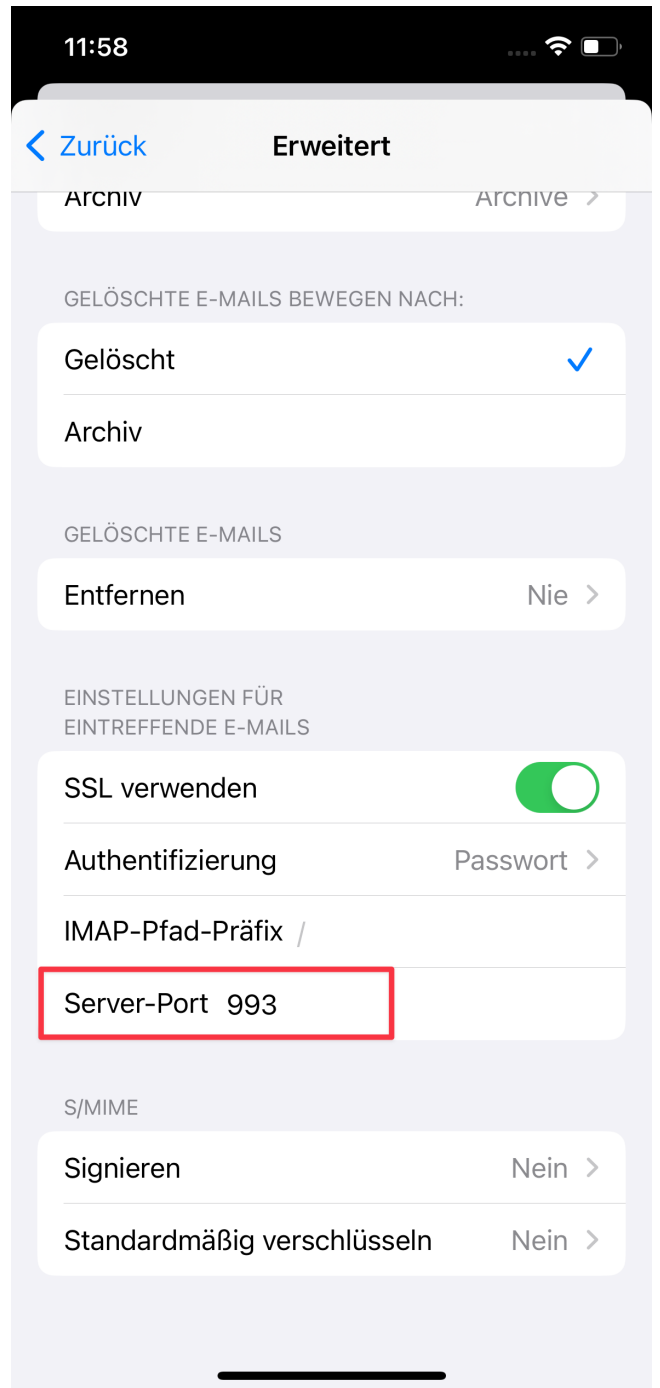 11:58
Zurück Erweitert
Archiv Archive
GELÖSCHTE E-MAILS BEWEGEN NACH:
Gelöscht
Archiv
GELÖSCHTE E-MAILS
Entfernen Nie
EINSTELLUNGEN FÜR
EINTREFFENDE E-MAILS
SSL verwenden
Authentifizierung Passwort
IMAP-Pfad-Präfix /
Server-Port 993
S/MIME
Signieren Nein
Standardmäßig verschlüsseln Nein